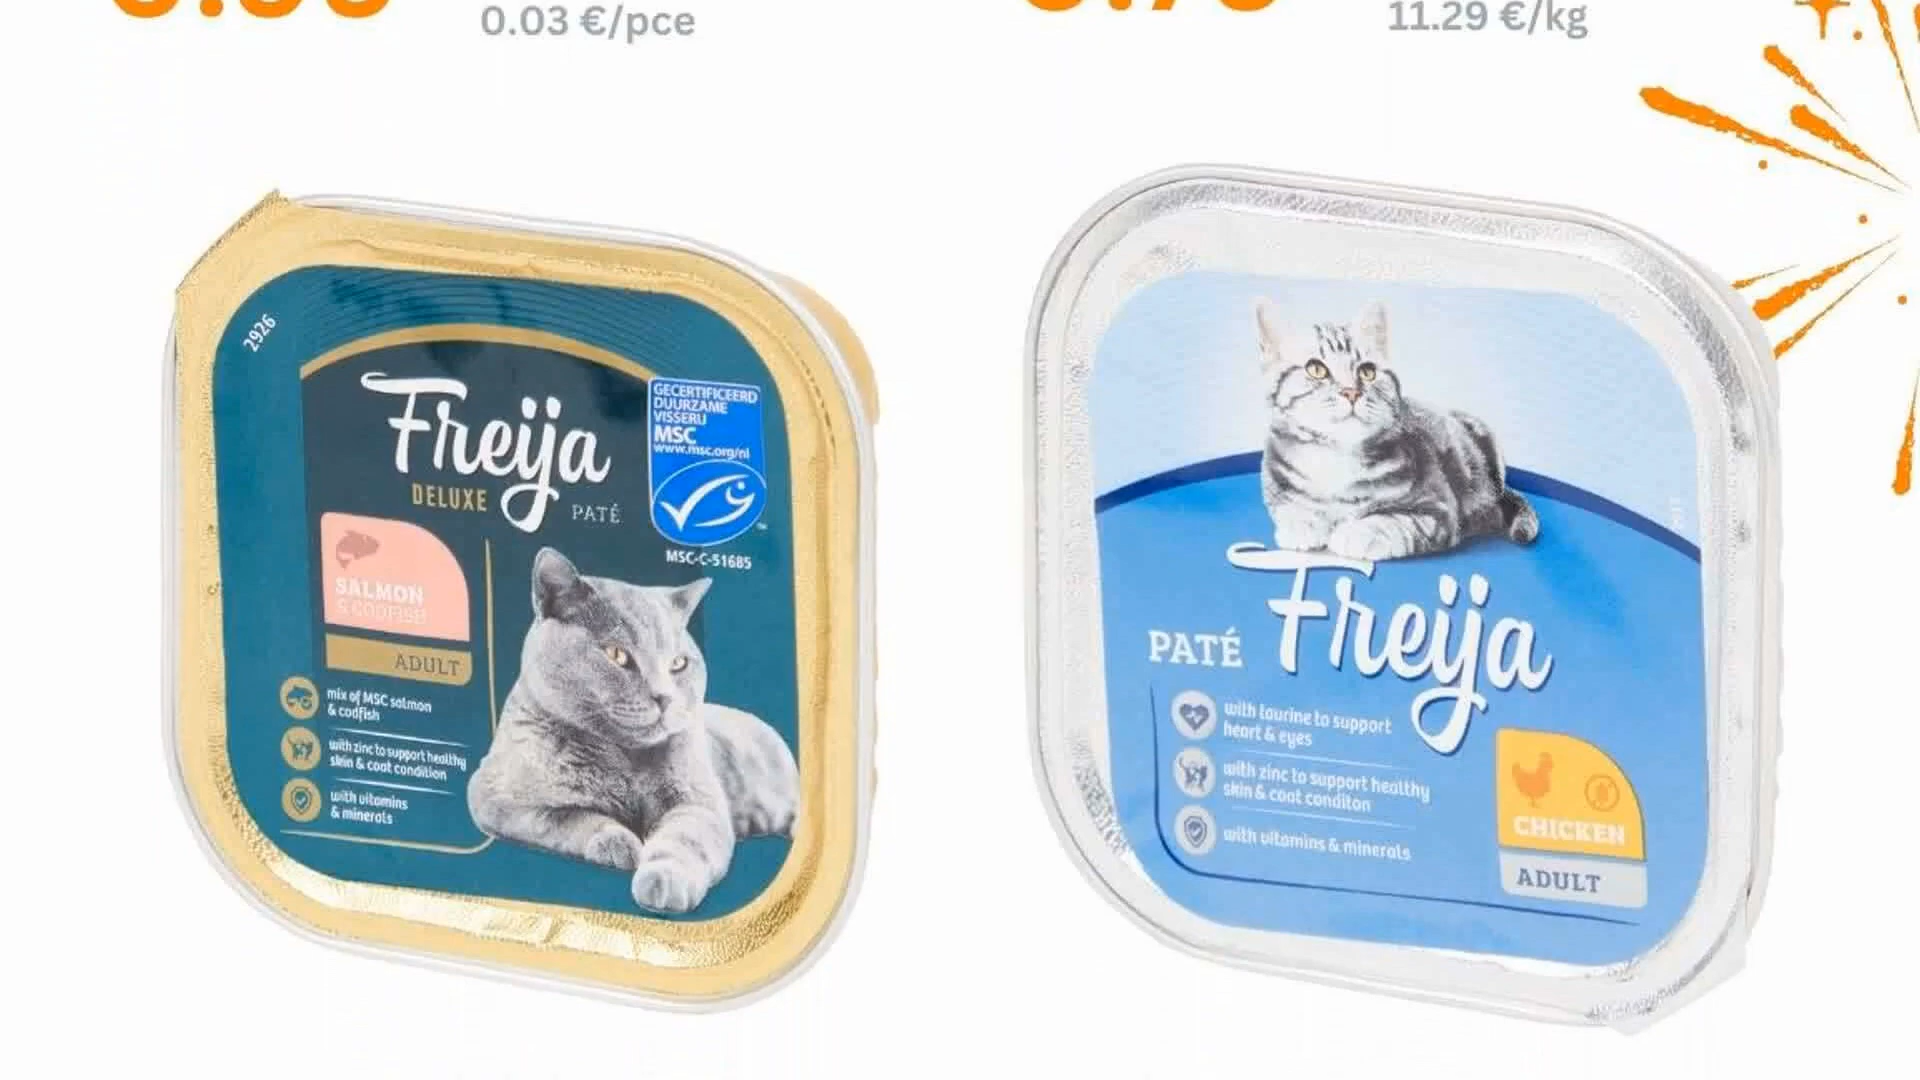 0.03 €/pce
11.29 €/kg
2926
Freija
DELUXE
PATÉ
GECERTIFICEERD
DUURZAME
VISSERIJ
MSC
www.msc.org/nl
™
MSC-C-51685
SALMON
& CODFISH
ADULT
mix of MSC salmon
& codfish
with zinc to support healthy
skin & coat condition
with vitamins
& minerals
PATÉ Freija
with taurine to support
heart & eyes
with zinc to support healthy
skin & coat conditon
with vitamins & minerals
CHICKEN
ADULT